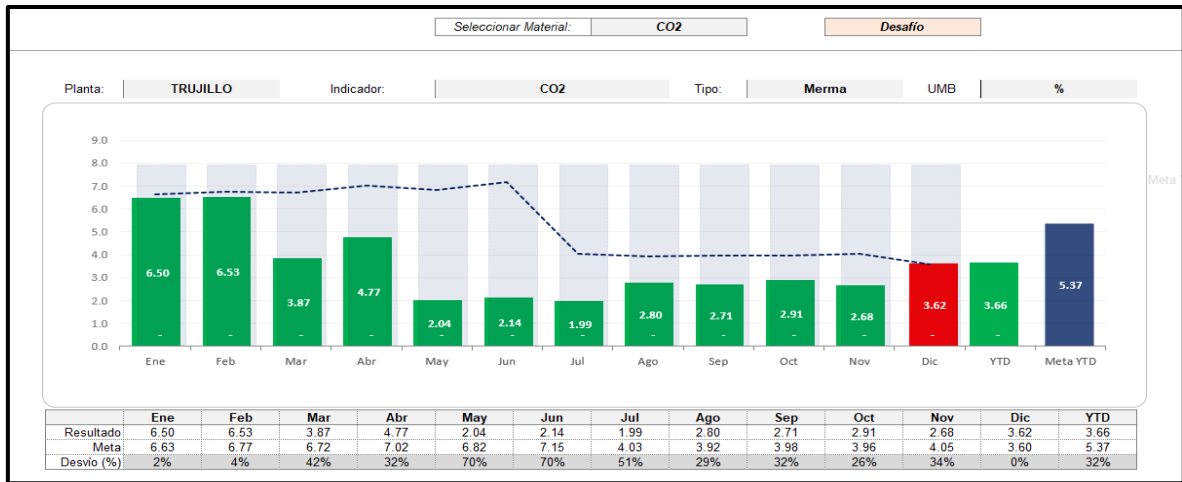 Seleccionar Material: CO2 Desafío
Planta: TRUJILLO Indicador: CO2 Tipo: Merma UMB %
9.0
8.0
7.0
6.0
5.0
4.0
3.0
2.0
1.0
0.0
6.50 6.53 3.87 4.77 2.04 2.14 1.99 2.80 2.71 2.91 2.68 3.62 3.66 5.37
- - - - - - - - - - - - -
Ene Feb Mar Abr May Jun Jul Ago Sep Oct Nov Dic YTD Meta YTD
Meta
Ene Feb Mar Abr May Jun Jul Ago Sep Oct Nov Dic YTD
Resultado 6.50 6.53 3.87 4.77 2.04 2.14 1.99 2.80 2.71 2.91 2.68 3.62 3.66
Meta 6.63 6.77 6.72 7.02 6.82 7.15 4.03 3.92 3.98 3.96 4.05 3.60 5.37
Desvío (%) 2% 4% 42% 32% 70% 70% 51% 29% 32% 26% 34% 0% 32%